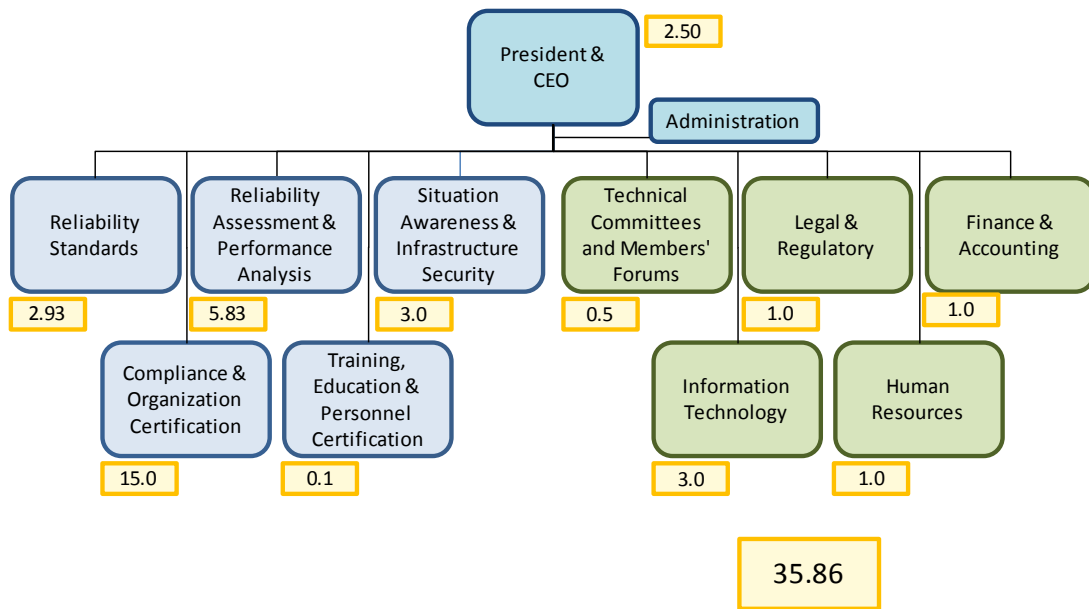 2.50
President &
CEO
Administration
Reliability
Standards
Reliability
Assessment &
Performance
Analysis
Situation
Awareness &
Infrastructure
Security
Technical
Committees
and Members'
Forums
Legal &
Regulatory
Finance &
Accounting
2.93
5.83
3.0
0.5
1.0
1.0
Compliance &
Organization
Certification
Training,
Education &
Personnel
Certification
Information
Technology
Human
Resources
15.0
0.1
3.0
1.0
35.86